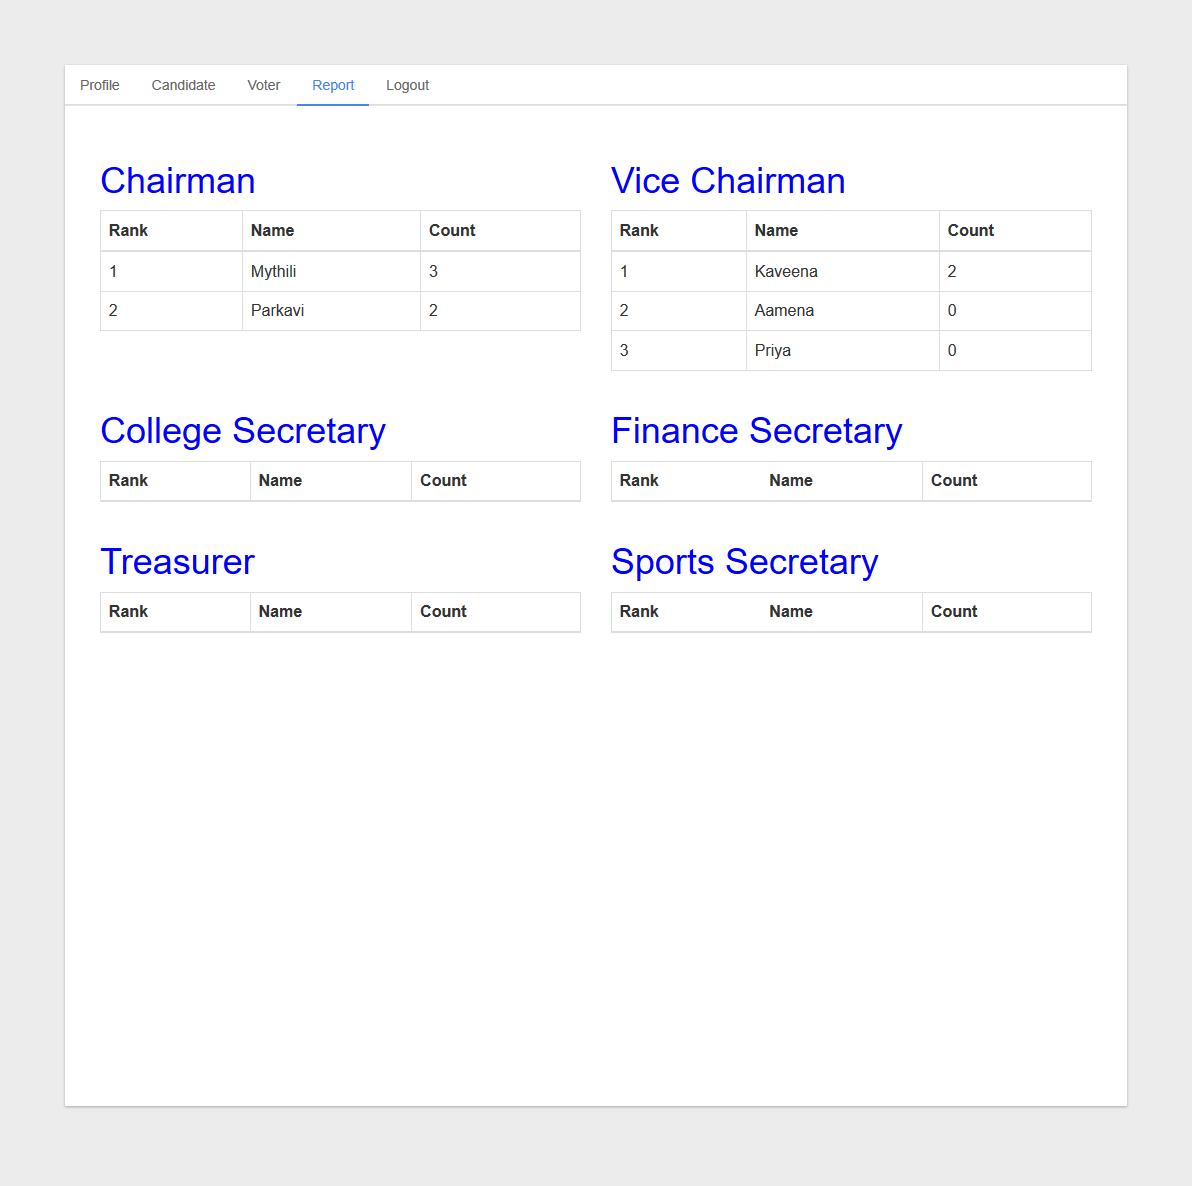 Profile Candidate Voter Report Logout
Chairman
Rank Name Count
1 Mythili 3
2 Parkavi 2
Vice Chairman
Rank Name Count
1 Kaveena 2
2 Aamena 0
3 Priya 0
College Secretary
Rank Name Count
Finance Secretary
Rank Name Count
Treasurer
Rank Name Count
Sports Secretary
Rank Name Count